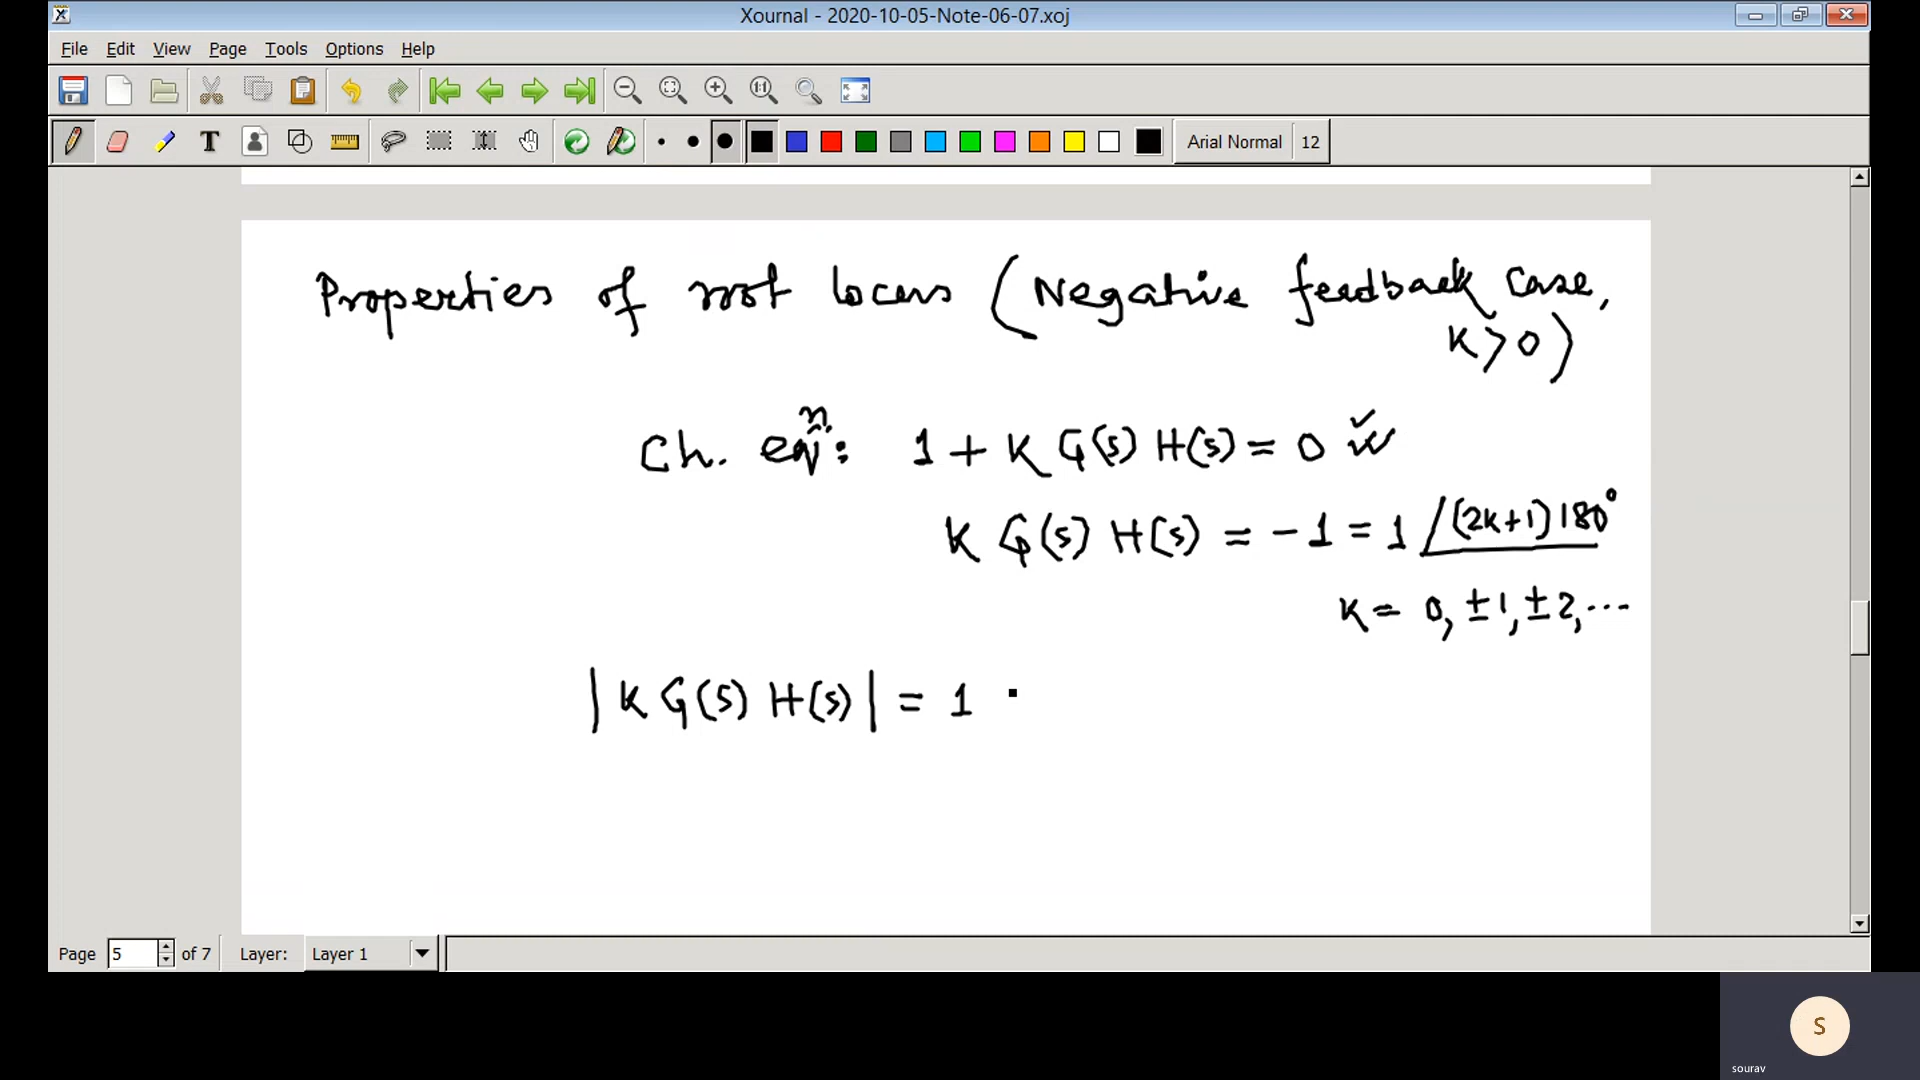 Xournal - 2020-10-05-Note-06-07.xoj
File Edit View Page Tools Options Help
Arial Normal 12
Properties of root locus (Negative feedback case,
K > 0)
Ch. eqⁿ: 1 + K G(s) H(s) = 0
K G(s) H(s) = -1 = 1 ∠(2k+1)180°
k = 0, ±1, ±2, ...
|K G(s) H(s)| = 1
Page 5 of 7 Layer: Layer 1
S
sourav